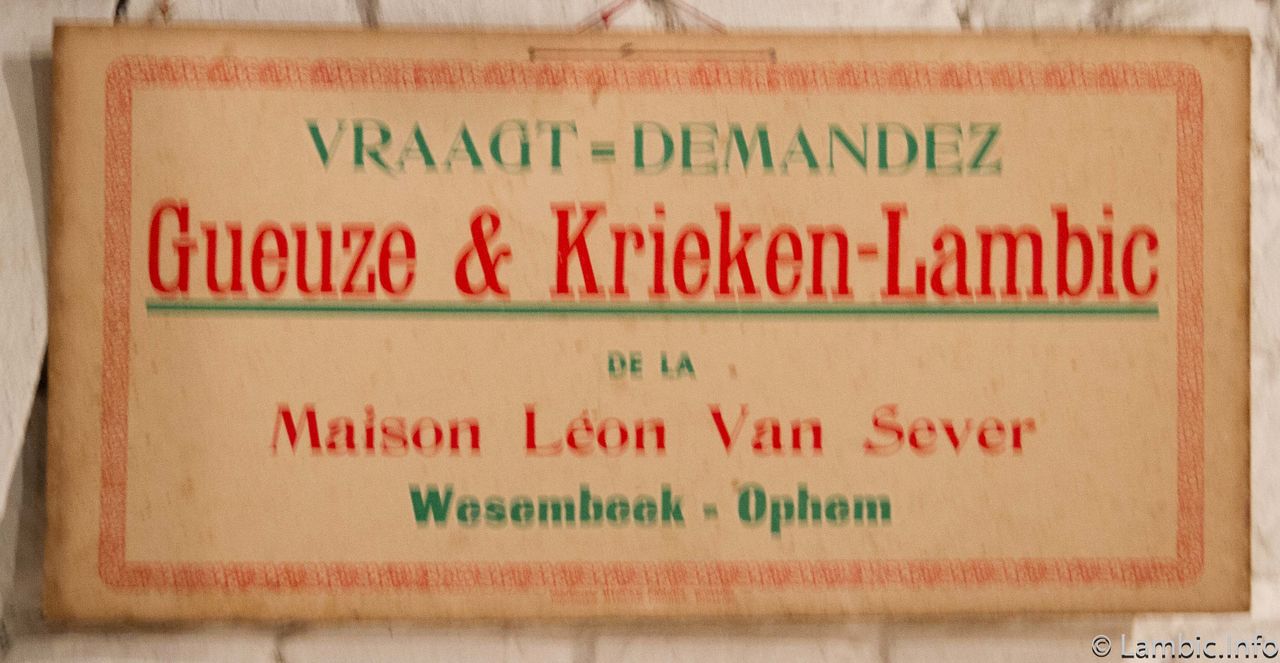 VRAAGT = DEMANDEZ
Gueuze & Krieken-Lambic
DE LA
Maison Léon Van Sever
Wesembeek - Ophem
© Lambic.Info